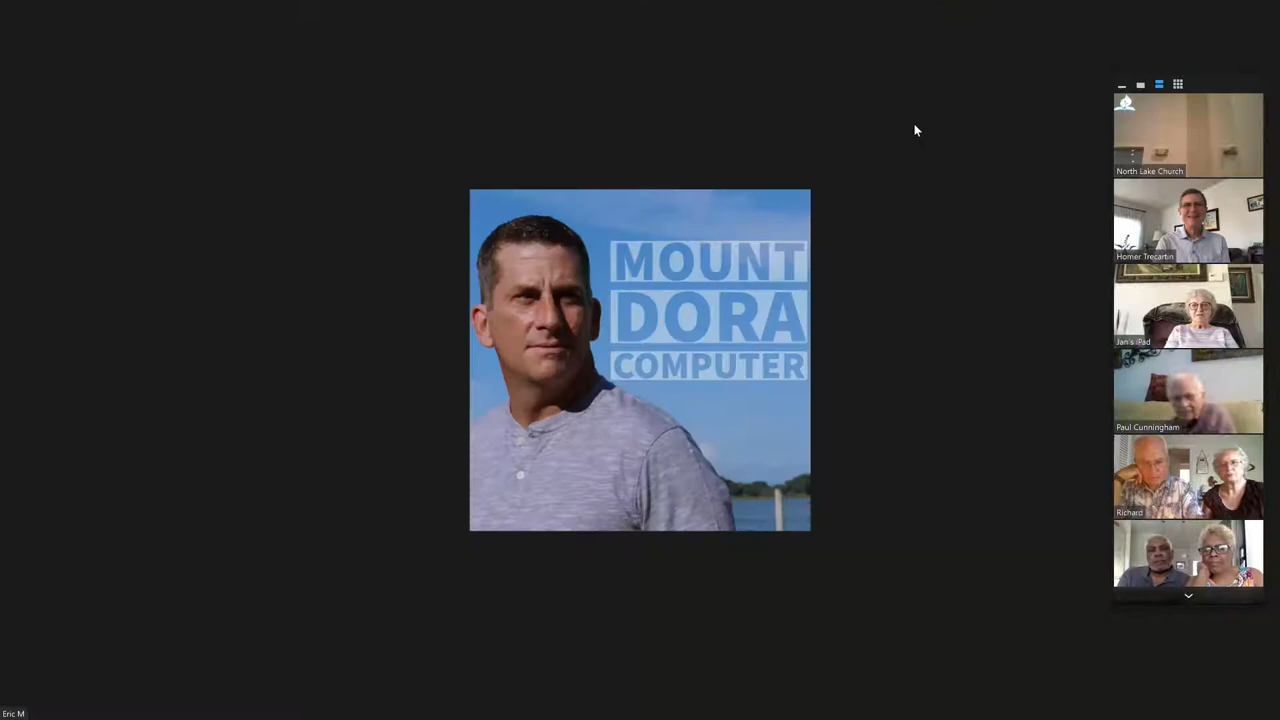 MOUNT
DORA
COMPUTER
North Lake Church
Homer Trecartin
Jan's iPad
Paul Cunningham
Richard
Eric M